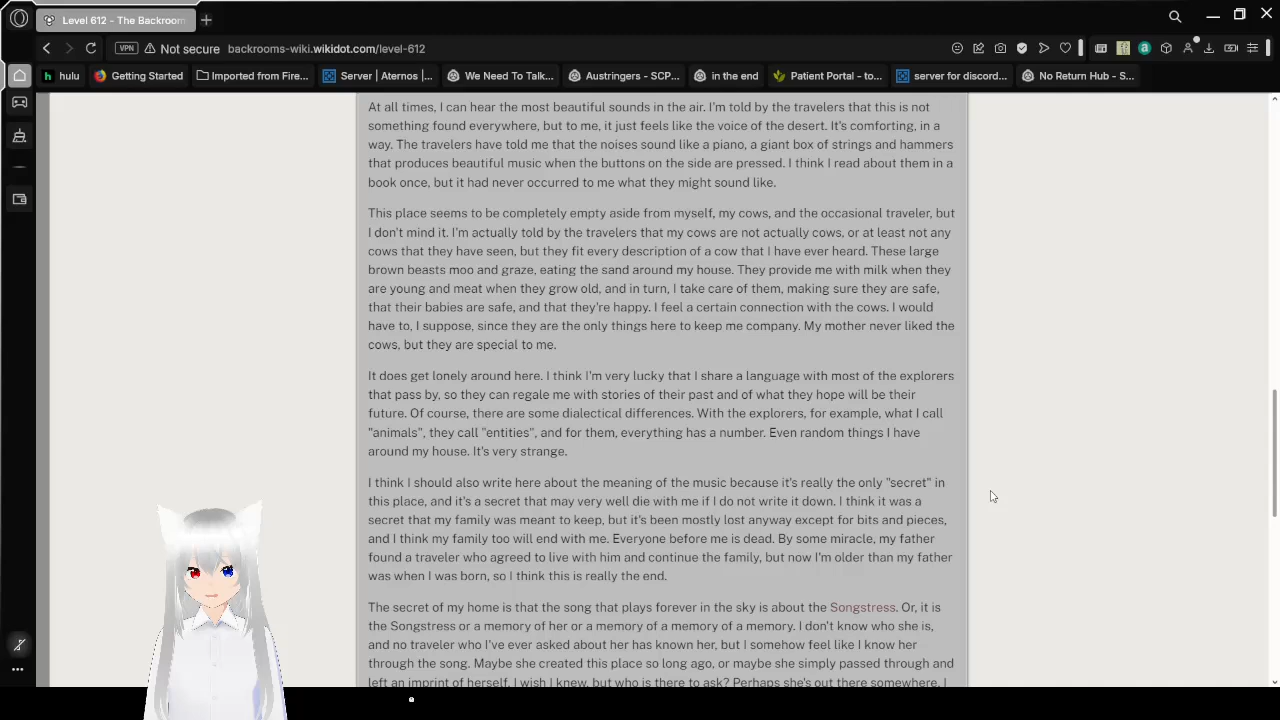 Level 612 - The Backroom
VPN
Not secure
backrooms-wiki.wikidot.com/level-612
hulu
Getting Started
Imported from Fire...
Server | Aternos |...
We Need To Talk...
Austringers - SCP...
in the end
Patient Portal - to...
server for discord...
No Return Hub - S...
At all times, I can hear the most beautiful sounds in the air. I'm told by the travelers that this is not
something found everywhere, but to me, it just feels like the voice of the desert. It's comforting, in a
way. The travelers have told me that the noises sound like a piano, a giant box of strings and hammers
that produces beautiful music when the buttons on the side are pressed. I think I read about them in a
book once, but it had never occurred to me what they might sound like.
This place seems to be completely empty aside from myself, my cows, and the occasional traveler, but
I don't mind it. I'm actually told by the travelers that my cows are not actually cows, or at least not any
cows that they have seen, but they fit every description of a cow that I have ever heard. These large
brown beasts moo and graze, eating the sand around my house. They provide me with milk when they
are young and meat when they grow old, and in turn, I take care of them, making sure they are safe,
that their babies are safe, and that they're happy. I feel a certain connection with the cows. I would
have to, I suppose, since they are the only things here to keep me company. My mother never liked the
cows, but they are special to me.
It does get lonely around here. I think I'm very lucky that I share a language with most of the explorers
that pass by, so they can regale me with stories of their past and of what they hope will be their
future. Of course, there are some dialectical differences. With the explorers, for example, what I call
"animals", they call "entities", and for them, everything has a number. Even random things I have
around my house. It's very strange.
I think I should also write here about the meaning of the music because it's really the only "secret" in
this place, and it's a secret that may very well die with me if I do not write it down. I think it was a
secret that my family was meant to keep, but it's been mostly lost anyway except for bits and pieces,
and I think my family too will end with me. Everyone before me is dead. By some miracle, my father
found a traveler who agreed to live with him and continue the family, but now I'm older than my father
was when I was born, so I think this is really the end.
The secret of my home is that the song that plays forever in the sky is about the Songstress. Or, it is
the Songstress or a memory of her or a memory of a memory of a memory. I don't know who she is,
and no traveler who I've ever asked about her has known her, but I somehow feel like I know her
through the song. Maybe she created this place so long ago, or maybe she simply passed through and
left an imprint of herself. I wish I knew, but who is there to ask? Perhaps she's out there somewhere. I